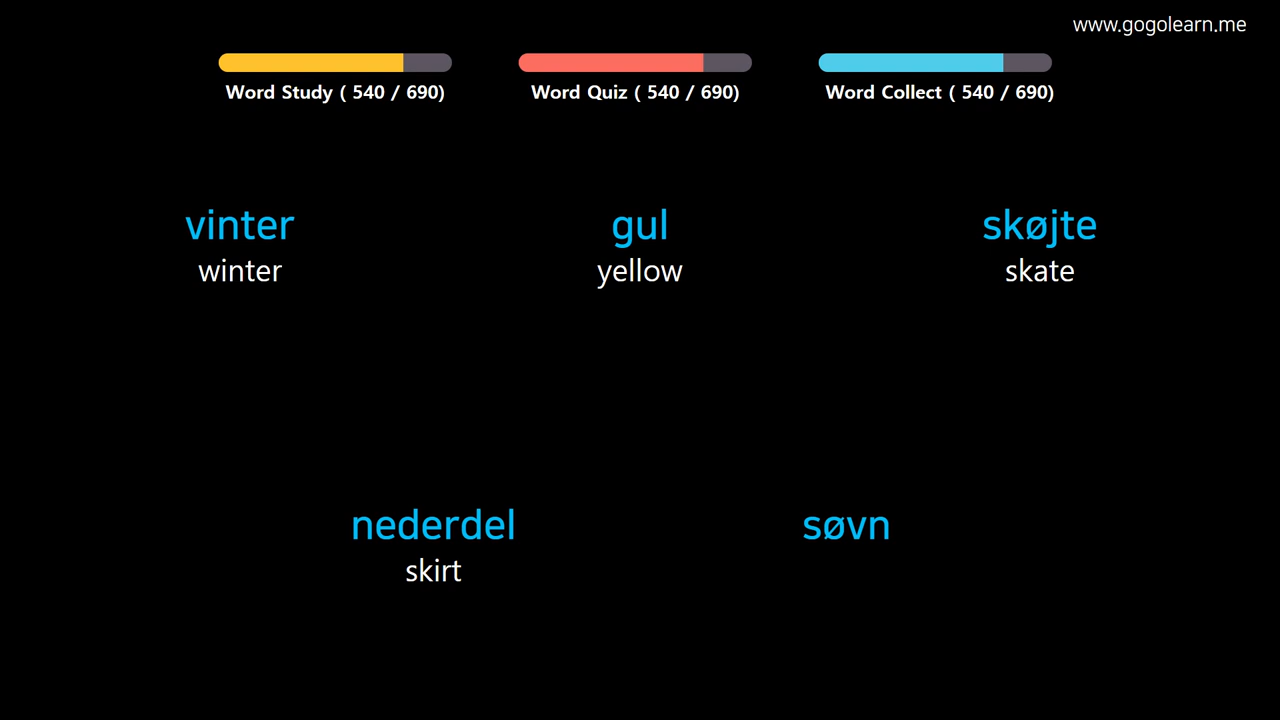 www.gogolearn.me
Word Study ( 540 / 690)
Word Quiz ( 540 / 690)
Word Collect ( 540 / 690)
vinter
winter
gul
yellow
skøjte
skate
nederdel
skirt
søvn